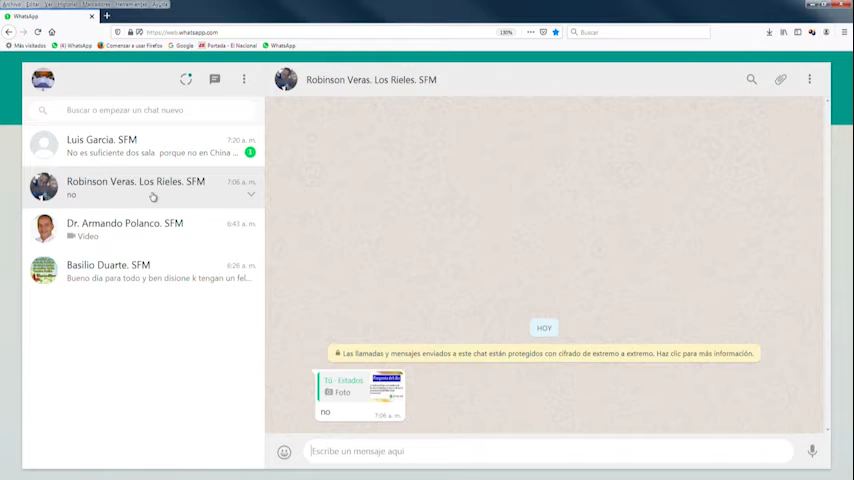 Archivo Editar Ver Historial Marcadores Herramientas Ayuda
WhatsApp
https://web.whatsapp.com
130%
Buscar
Más visitados
(4) WhatsApp
Comenzar a usar Firefox
Google
Portada - El Nacional
WhatsApp
Robinson Veras. Los Rieles. SFM
Buscar o empezar un chat nuevo
Luis Garcia. SFM
7:20 a. m.
No es suficiente dos sala porque no en China ...
1
Robinson Veras. Los Rieles. SFM
7:06 a. m.
no
Dr. Armando Polanco. SFM
6:43 a. m.
Video
Basilio Duarte. SFM
6:26 a. m.
Bueno día para todo y ben disione k tengan un fel...
HOY
Las llamadas y mensajes enviados a este chat están protegidos con cifrado de extremo a extremo. Haz clic para más información.
Tú · Estados
Foto
no
7:06 a. m.
Escribe un mensaje aquí